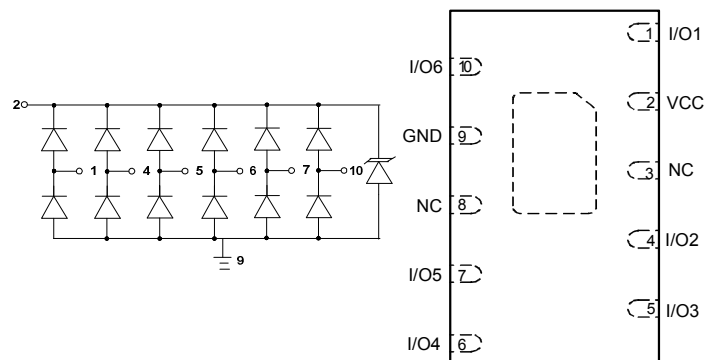 2
1 4 5 6 7 10
9
1 I/O1
I/O6 10
2 VCC
GND 9
3 NC
NC 8
4 I/O2
I/O5 7
5 I/O3
I/O4 6